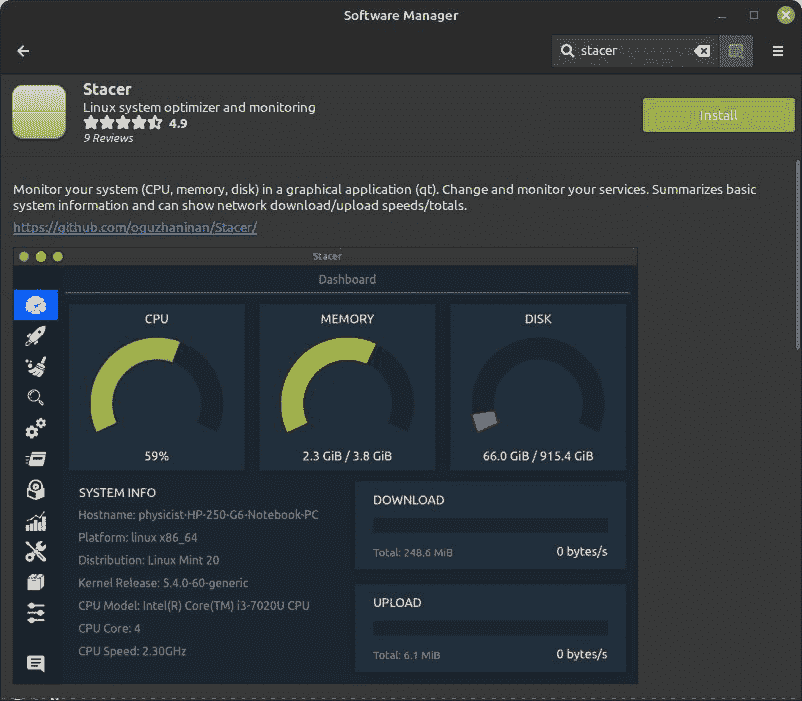 Software Manager
stacer
Stacer
Linux system optimizer and monitoring
4.9
9 Reviews
Install
Monitor your system (CPU, memory, disk) in a graphical application (qt). Change and monitor your services. Summarizes basic
system information and can show network download/upload speeds/totals.
https://github.com/oguzhaninan/Stacer/
Stacer
Dashboard
CPU
MEMORY
DISK
59%
2.3 GiB / 3.8 GiB
66.0 GiB / 915.4 GiB
SYSTEM INFO
Hostname: physicist-HP-250-G6-Notebook-PC
Platform: linux x86_64
Distribution: Linux Mint 20
Kernel Release: 5.4.0-60-generic
CPU Model: Intel(R) Core(TM) i3-7020U CPU
CPU Core: 4
CPU Speed: 2.30GHz
DOWNLOAD
Total: 248.6 MiB
0 bytes/s
UPLOAD
Total: 6.1 MiB
0 bytes/s